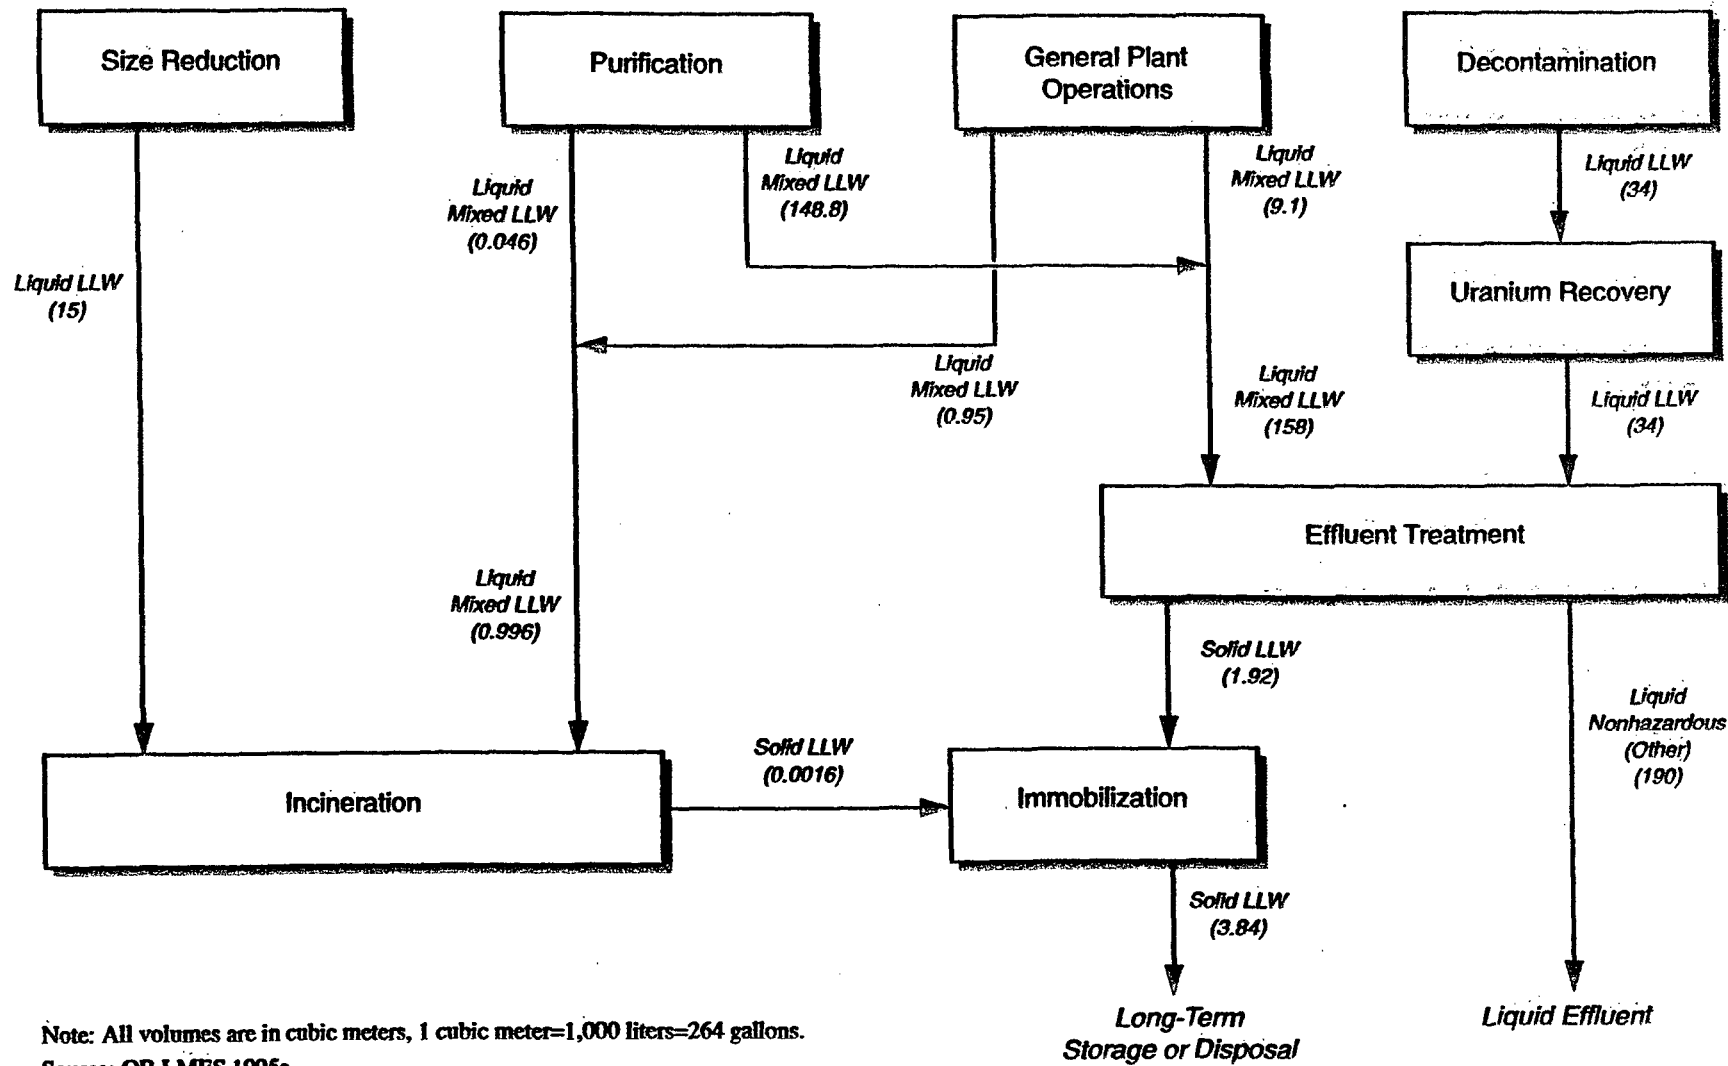 Size Reduction
Purification
General Plant
Operations
Decontamination
Liquid
Mixed LLW
(0.046)
Liquid
Mixed LLW
(148.8)
Liquid
Mixed LLW
(9.1)
Liquid LLW
(34)
Liquid LLW
(15)
Uranium Recovery
Liquid
Mixed LLW
(0.95)
Liquid
Mixed LLW
(158)
Liquid LLW
(34)
Effluent Treatment
Liquid
Mixed LLW
(0.996)
Solid LLW
(1.92)
Liquid
Nonhazardous
(Other)
(190)
Incineration
Solid LLW
(0.0016)
Immobilization
Solid LLW
(3.84)
Long-Term
Storage or Disposal
Liquid Effluent
Note: All volumes are in cubic meters, 1 cubic meter=1,000 liters=264 gallons.